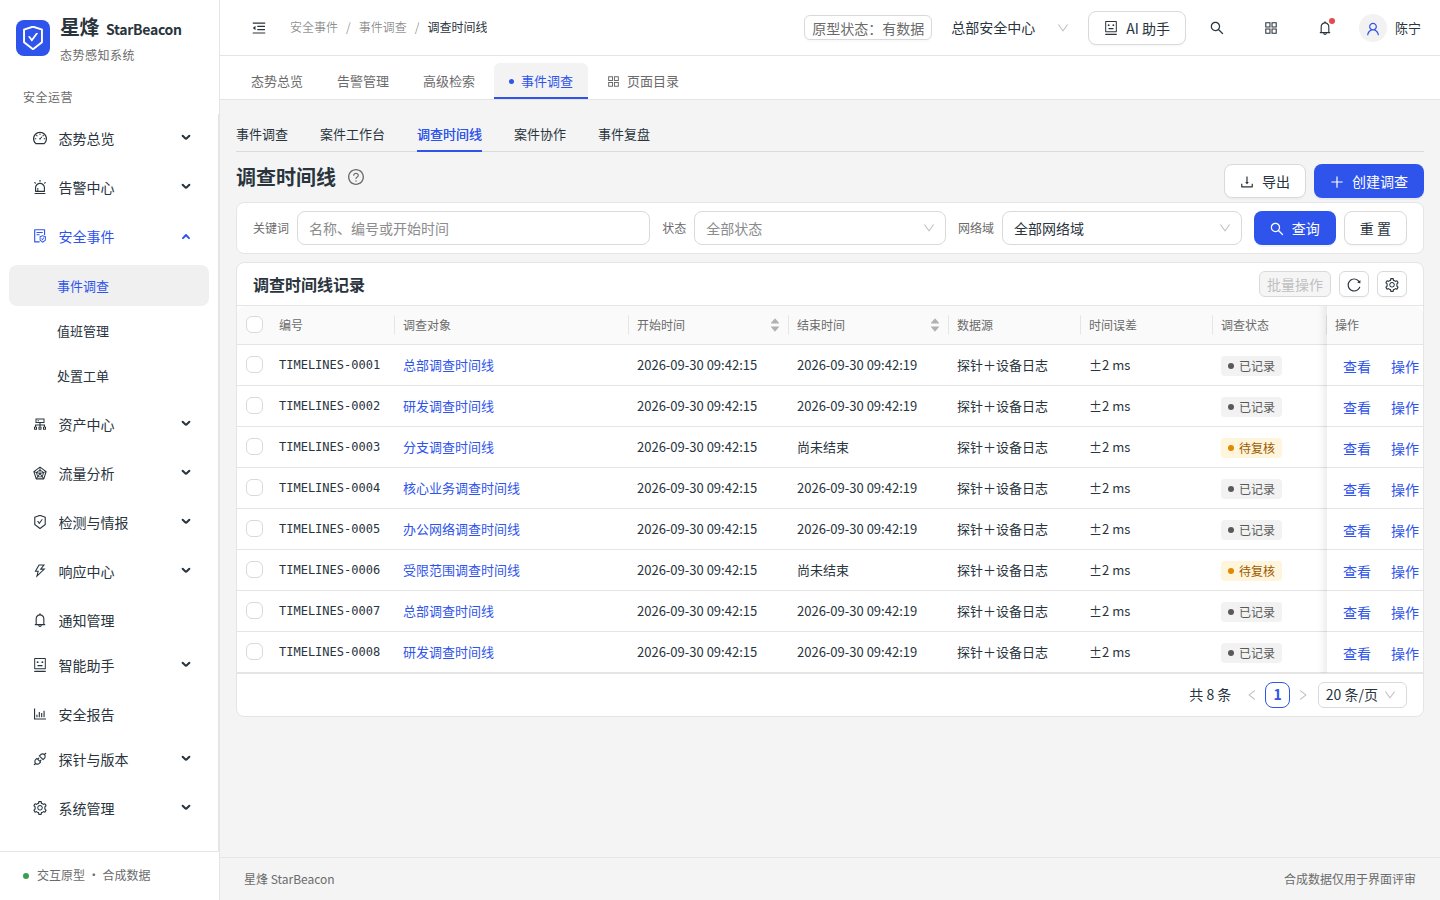 星烽 StarBeacon
态势感知系统
安全运营
态势总览
告警中心
安全事件
事件调查
值班管理
处置工单
资产中心
流量分析
检测与情报
响应中心
通知管理
智能助手
安全报告
探针与版本
系统管理
交互原型 · 合成数据
安全事件 / 事件调查 / 调查时间线
原型状态：有数据
总部安全中心
AI 助手
陈宁
态势总览 告警管理 高级检索 事件调查 页面目录
事件调查 案件工作台 调查时间线 案件协作 事件复盘
调查时间线
导出
创建调查
关键词 名称、编号或开始时间 状态 全部状态 网络域 全部网络域 查询 重 置
调查时间线记录
批量操作
编号 调查对象 开始时间 结束时间 数据源 时间误差 调查状态 操作
TIMELINES-0001 总部调查时间线 2026-09-30 09:42:15 2026-09-30 09:42:19 探针＋设备日志 ±2 ms 已记录 查看 操作
TIMELINES-0002 研发调查时间线 2026-09-30 09:42:15 2026-09-30 09:42:19 探针＋设备日志 ±2 ms 已记录 查看 操作
TIMELINES-0003 分支调查时间线 2026-09-30 09:42:15 尚未结束 探针＋设备日志 ±2 ms 待复核 查看 操作
TIMELINES-0004 核心业务调查时间线 2026-09-30 09:42:15 2026-09-30 09:42:19 探针＋设备日志 ±2 ms 已记录 查看 操作
TIMELINES-0005 办公网络调查时间线 2026-09-30 09:42:15 2026-09-30 09:42:19 探针＋设备日志 ±2 ms 已记录 查看 操作
TIMELINES-0006 受限范围调查时间线 2026-09-30 09:42:15 尚未结束 探针＋设备日志 ±2 ms 待复核 查看 操作
TIMELINES-0007 总部调查时间线 2026-09-30 09:42:15 2026-09-30 09:42:19 探针＋设备日志 ±2 ms 已记录 查看 操作
TIMELINES-0008 研发调查时间线 2026-09-30 09:42:15 2026-09-30 09:42:19 探针＋设备日志 ±2 ms 已记录 查看 操作
共 8 条 1 20 条/页
星烽 StarBeacon
合成数据仅用于界面评审